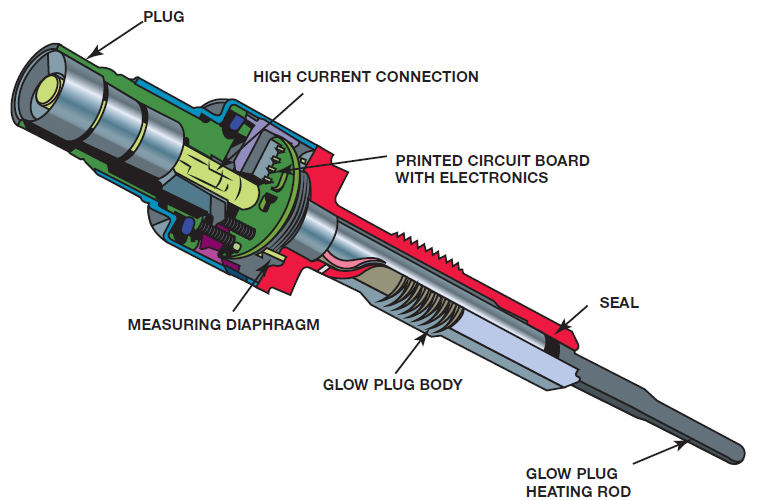 PLUG
HIGH CURRENT CONNECTION
PRINTED CIRCUIT BOARD
WITH ELECTRONICS
SEAL
MEASURING DIAPHRAGM
GLOW PLUG BODY
GLOW PLUG
HEATING ROD